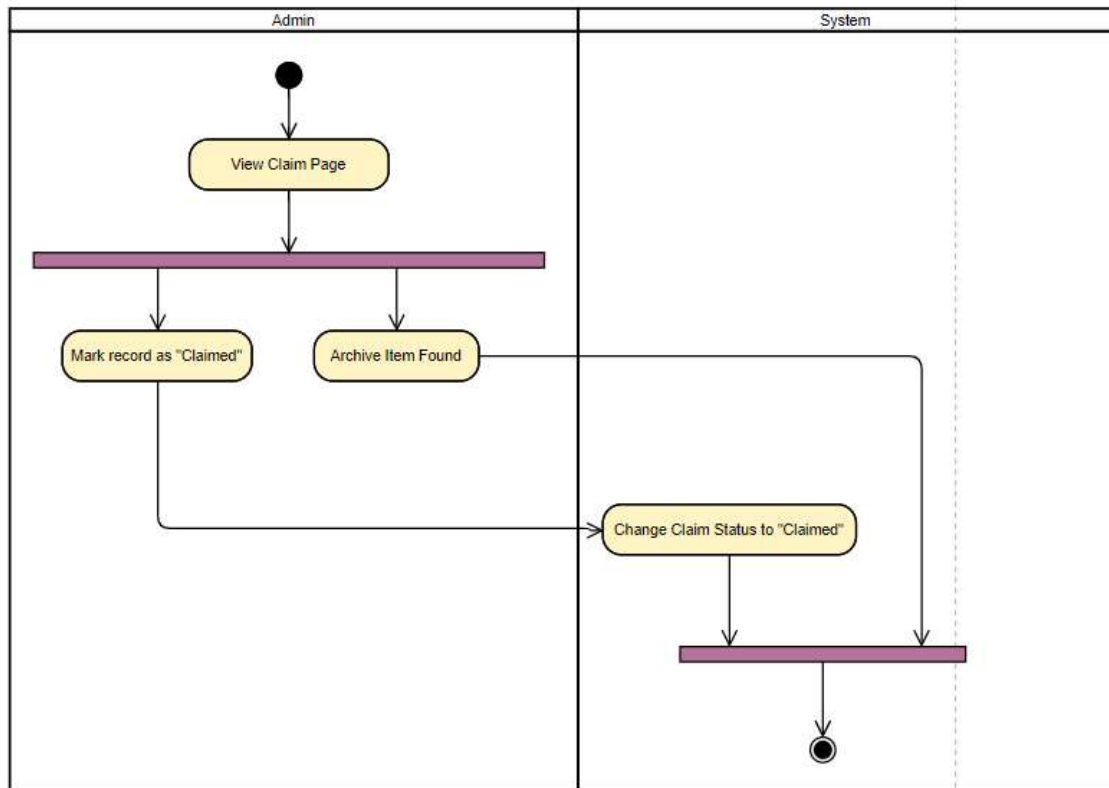 Admin
System
View Claim Page
Mark record as "Claimed"
Archive Item Found
Change Claim Status to "Claimed"